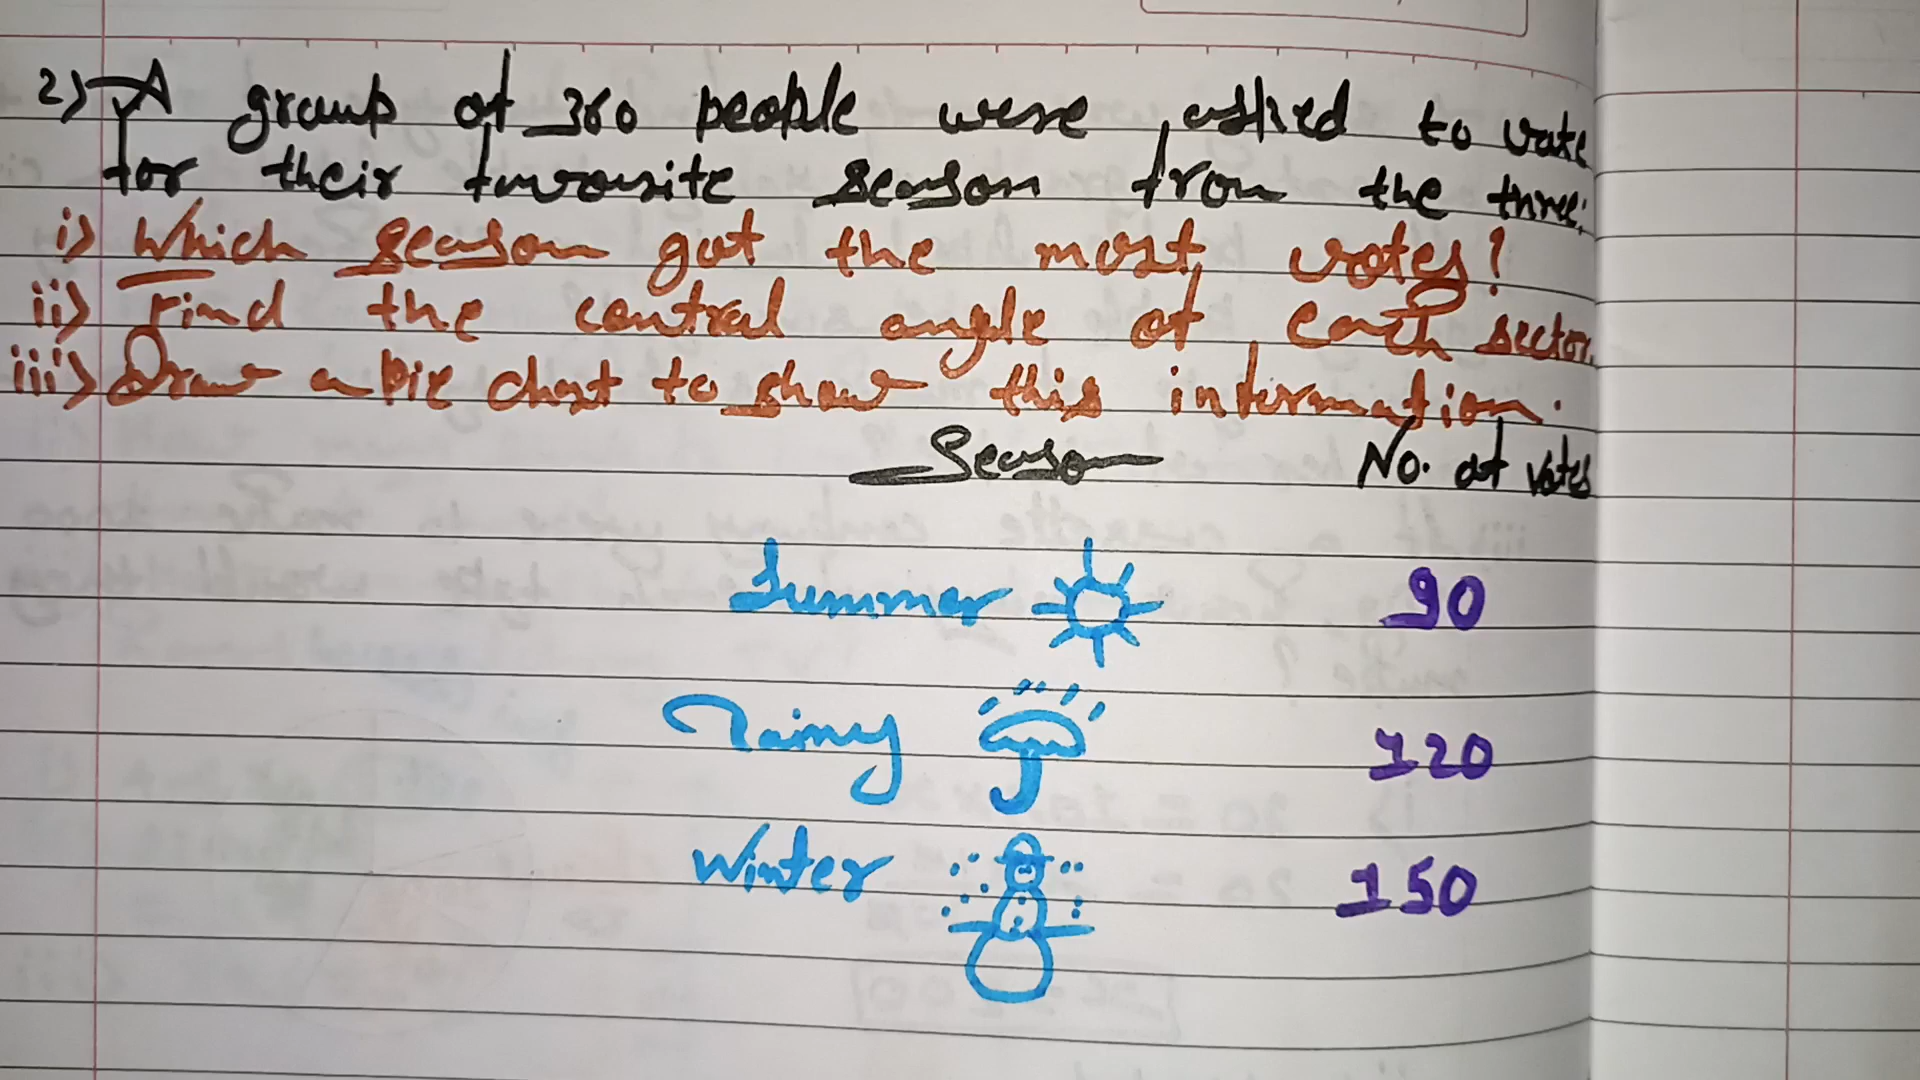 2) A group of 360 people were asked to vote
for their favourite season from the three.
i) Which season got the most votes?
ii) Find the central angle of each sector.
iii) Draw a pie chart to show this information.
Season No. of votes
Summer 90
Rainy 120
Winter 150